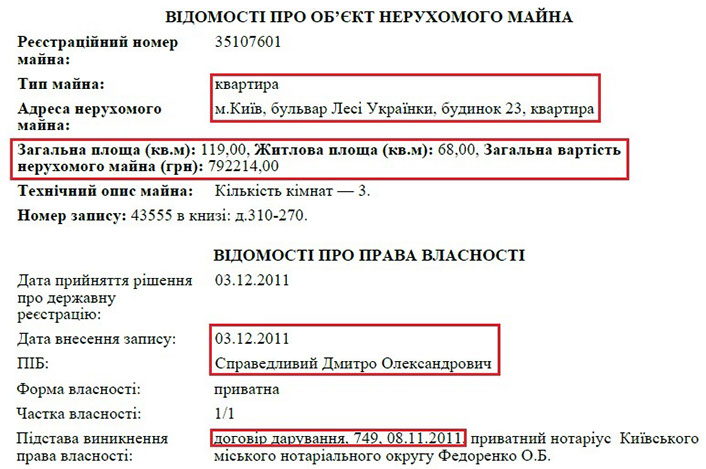 ВІДОМОСТІ ПРО ОБ’ЄКТ НЕРУХОМОГО МАЙНА
Реєстраційний номер майна: 35107601
Тип майна: квартира
Адреса нерухомого майна: м.Київ, бульвар Лесі Українки, будинок 23, квартира
Загальна площа (кв.м): 119,00, Житлова площа (кв.м): 68,00, Загальна вартість
нерухомого майна (грн): 792214,00
Технічний опис майна: Кількість кімнат — 3.
Номер запису: 43555 в книзі: д.310-270.
ВІДОМОСТІ ПРО ПРАВА ВЛАСНОСТІ
Дата прийняття рішення про державну реєстрацію: 03.12.2011
Дата внесення запису: 03.12.2011
ПІБ: Справедливий Дмитро Олександрович
Форма власності: приватна
Частка власності: 1/1
Підстава виникнення права власності: договір дарування, 749, 08.11.2011, приватний нотаріус Київського
міського нотаріального округу Федоренко О.Б.